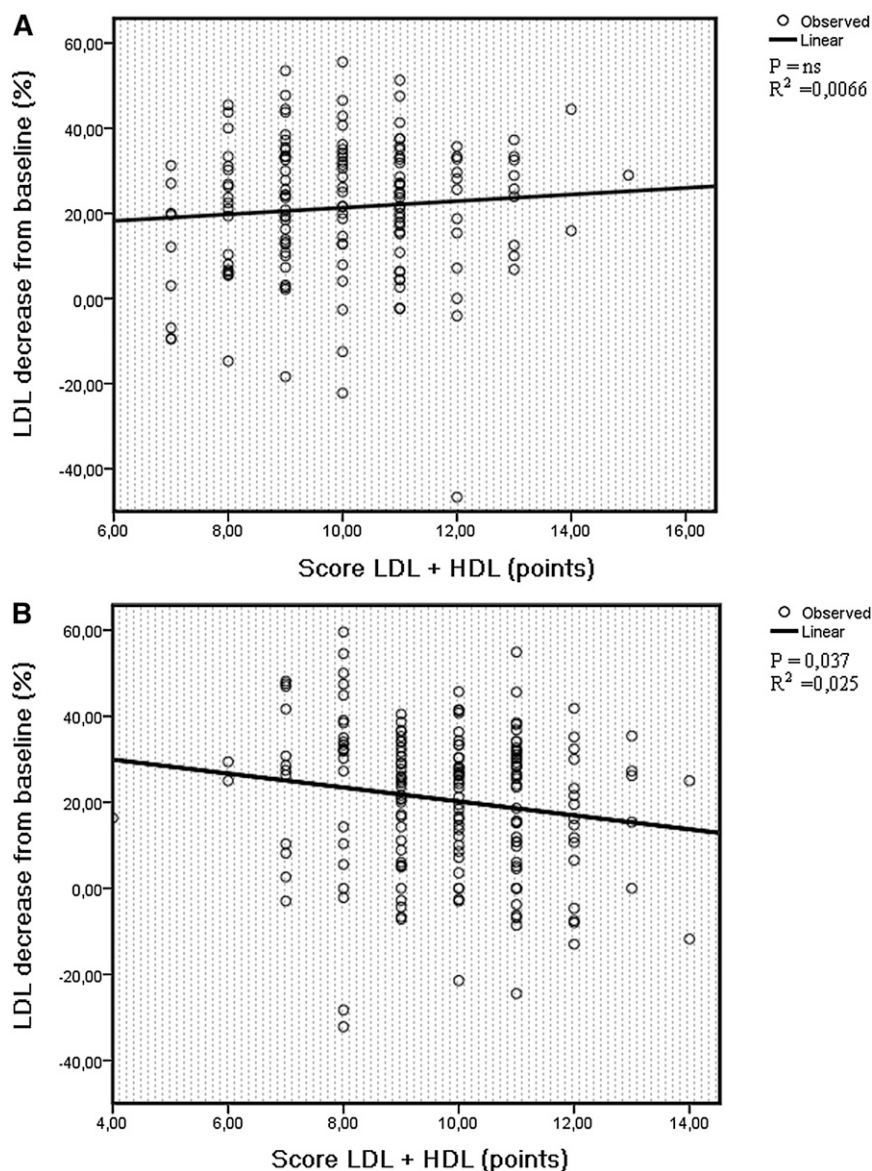 A
LDL decrease from baseline (%)
60,00
40,00
20,00
0,00
-20,00
-40,00
6,00 8,00 10,00 12,00 14,00 16,00
Score LDL + HDL (points)
Observed
Linear
P = ns
R² =0,0066
B
LDL decrease from baseline (%)
60,00
40,00
20,00
0,00
-20,00
-40,00
4,00 6,00 8,00 10,00 12,00 14,00
Score LDL + HDL (points)
Observed
Linear
P = 0,037
R² =0,025